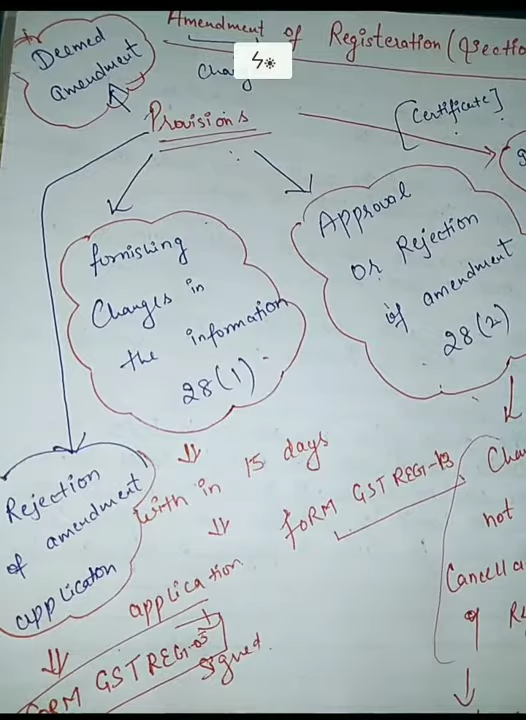 Amendment of Registeration (Section
Deemed
amendment
Provisions
[Certificate]
furnishing
Changes in
the information
28(1)
Approval
or Rejection
of amendment
28(2)
with in 15 days
application
FORM GST REG-13
signed.
Rejection
of amendment
application
FORM GST REG-05
not
of